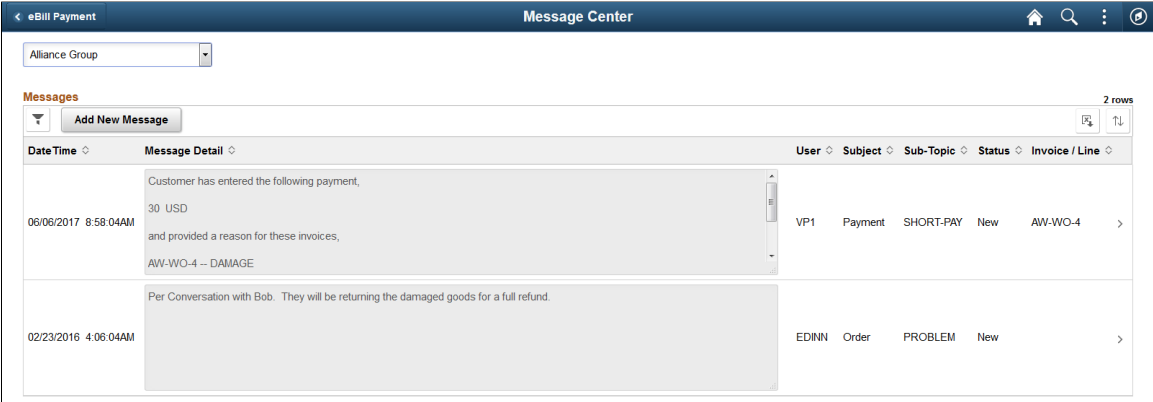 eBill Payment
Message Center
Alliance Group
Messages
2 rows
Add New Message
DateTime Message Detail User Subject Sub-Topic Status Invoice / Line
Customer has entered the following payment,
30 USD
06/06/2017 8:58:04AM VP1 Payment SHORT-PAY New AW-WO-4
and provided a reason for these invoices,
AW-WO-4 -- DAMAGE
Per Conversation with Bob. They will be returning the damaged goods for a full refund.
02/23/2016 4:06:04AM EDINN Order PROBLEM New